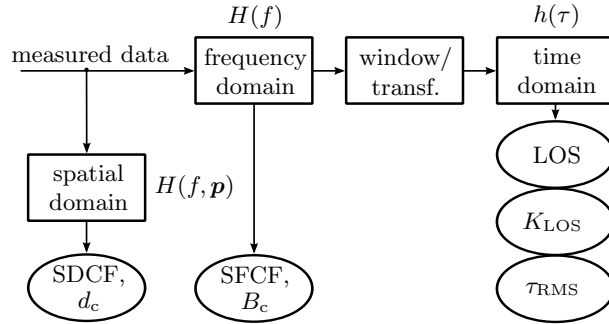 H(f)
h(τ)
measured data
frequency
domain
window/
transf.
time
domain
spatial
domain
H(f, p)
LOS
K_LOS
SDCF,
d_c
SFCF,
B_c
τ_RMS